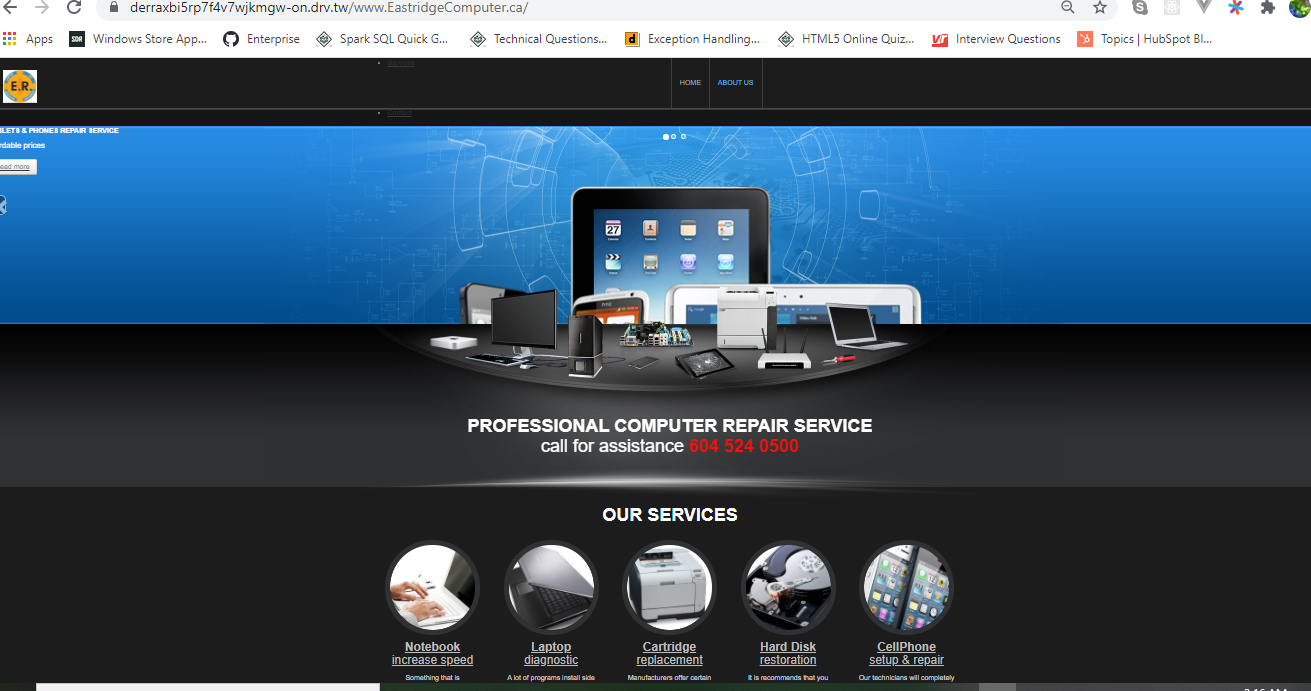 derraxbi5rp7f4v7wjkmgw-on.drv.tw/www.EastridgeComputer.ca/
Apps
Windows Store App...
Enterprise
Spark SQL Quick G...
Technical Questions...
Exception Handling...
HTML5 Online Quiz...
Interview Questions
Topics | HubSpot Bl...
E.R.
Services
HOME
ABOUT US
Contact
BLETS & PHONES REPAIR SERVICE
rdable prices
ead more
27
PROFESSIONAL COMPUTER REPAIR SERVICE
call for assistance 604 524 0500
OUR SERVICES
Notebook
increase speed
Laptop
diagnostic
Cartridge
replacement
Hard Disk
restoration
CellPhone
setup & repair
Something that is
A lot of programs install side
Manufacturers offer certain
It is recommends that you
Our technicians will completely